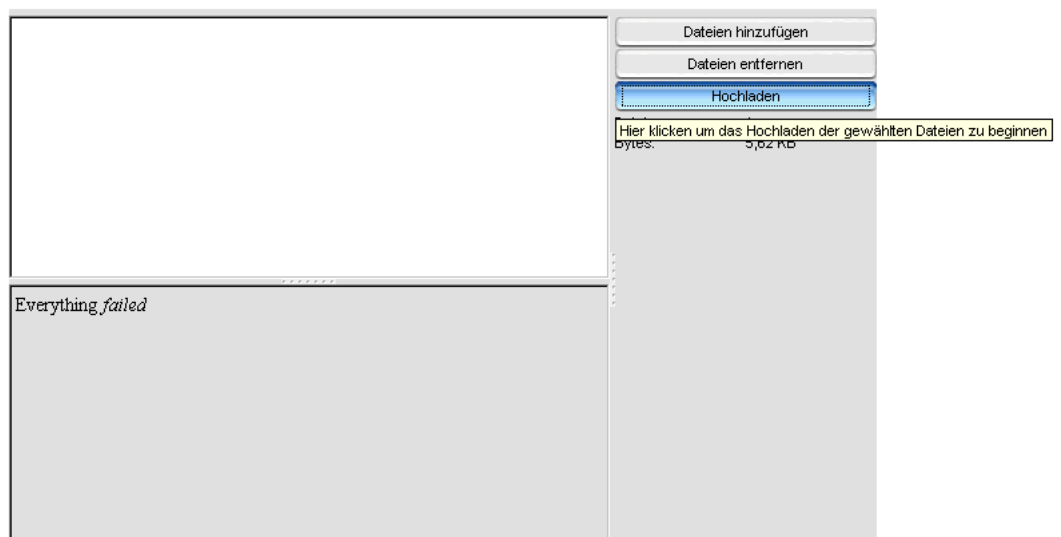 Dateien hinzufügen
Dateien entfernen
Hochladen
Hier klicken um das Hochladen der gewählten Dateien zu beginnen
Bytes: 5,62 KB
Everything failed